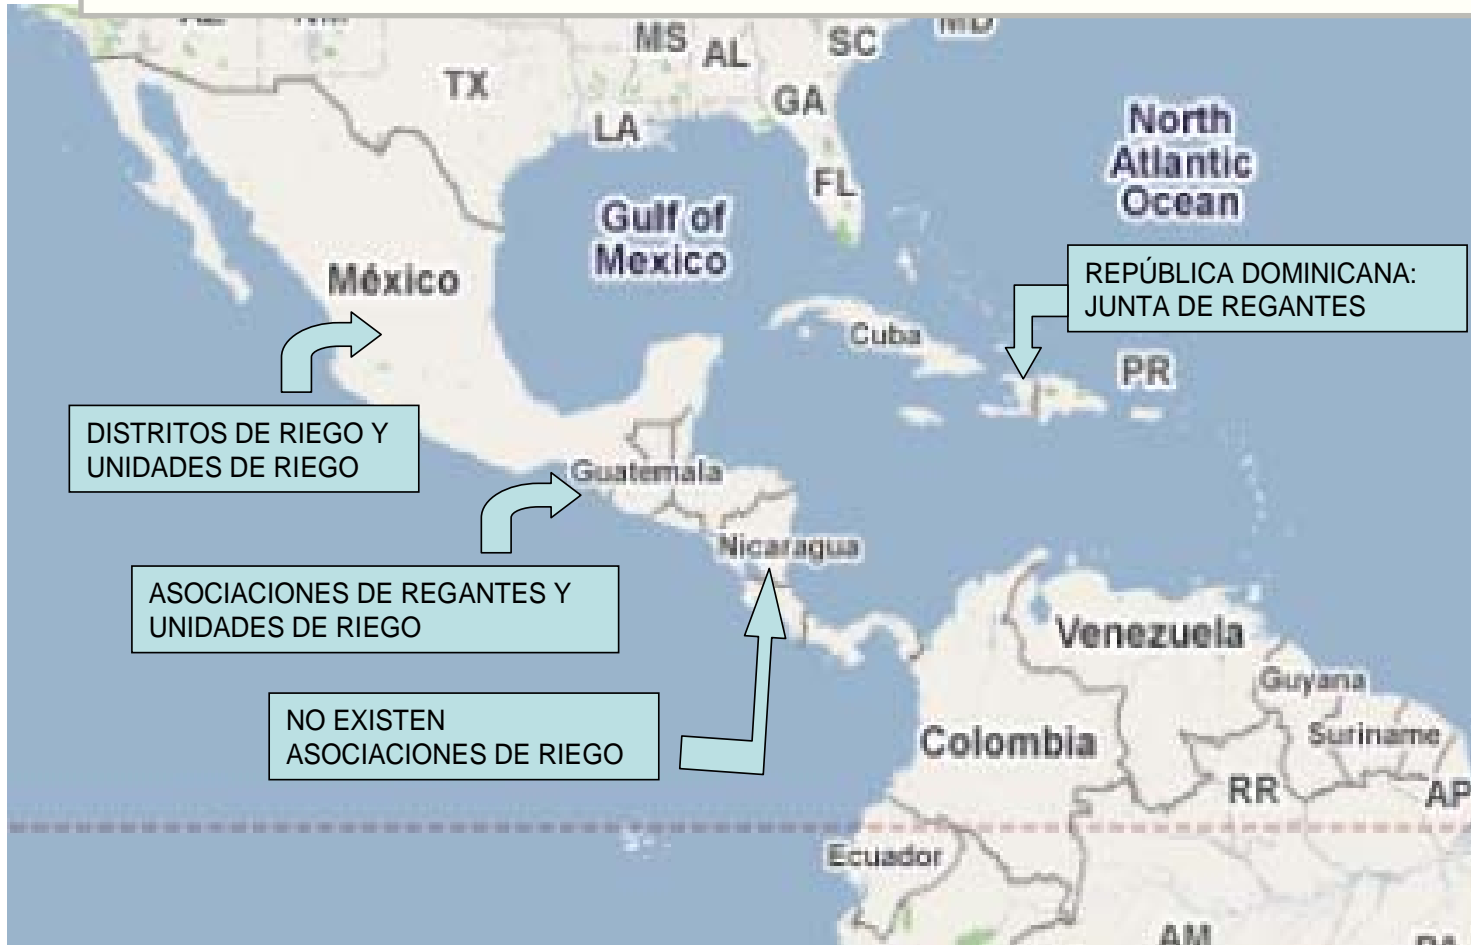 MS
AL
SC
MD
TX
GA
LA
FL
North
Atlantic
Ocean
Gulf of
Mexico
México
REPÚBLICA DOMINICANA:
JUNTA DE REGANTES
Cuba
PR
DISTRITOS DE RIEGO Y
UNIDADES DE RIEGO
Guatemala
Nicaragua
ASOCIACIONES DE REGANTES Y
UNIDADES DE RIEGO
Venezuela
Guyana
NO EXISTEN
ASOCIACIONES DE RIEGO
Colombia
Suriname
RR
AP
Ecuador
AM